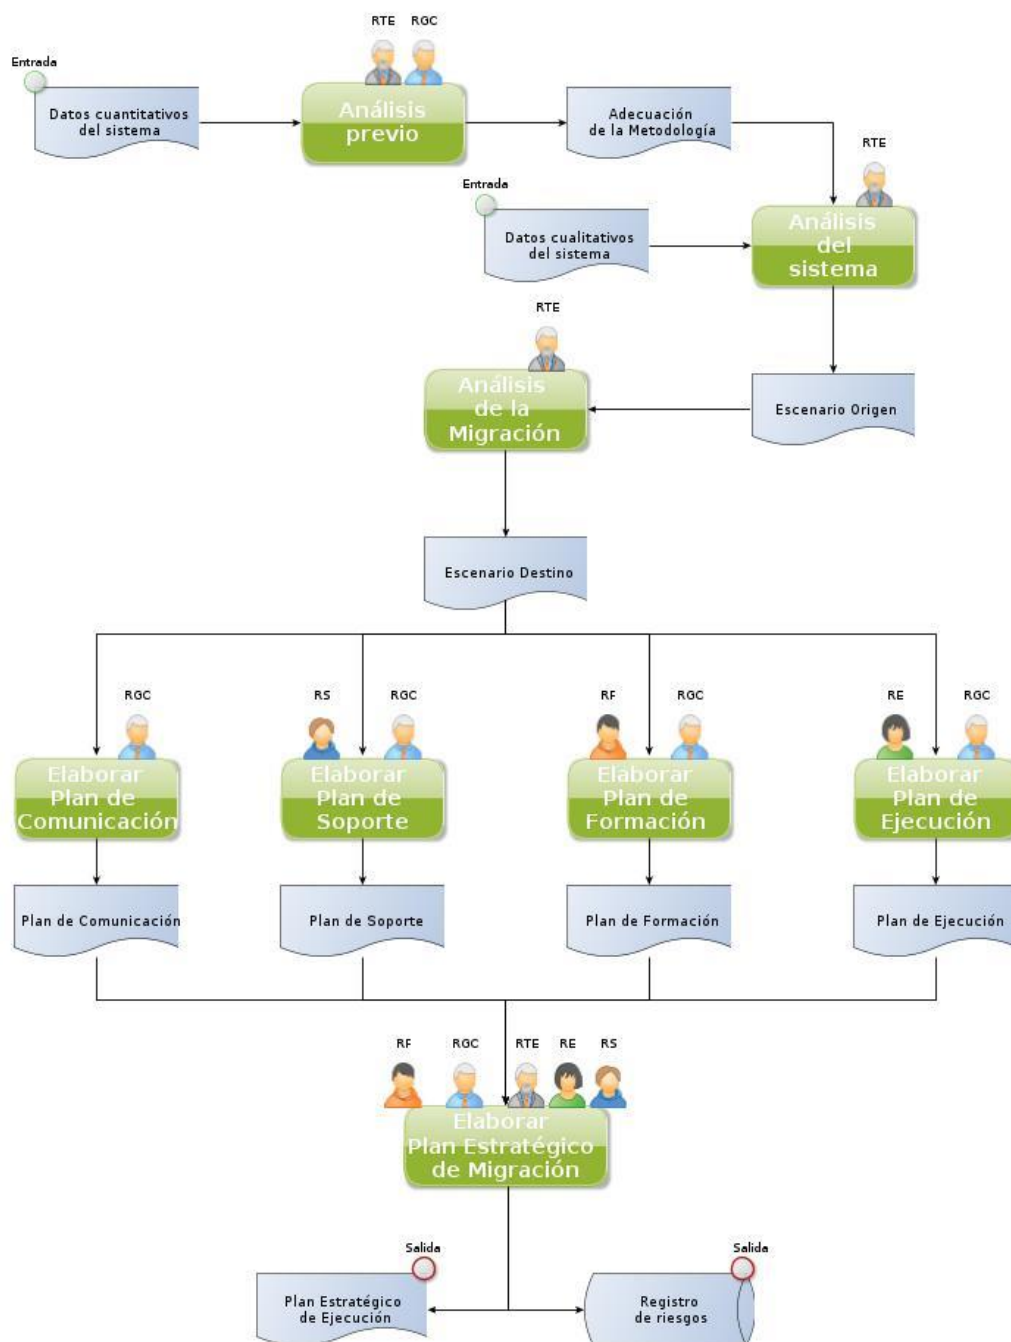 RTE RGC
Entrada
Datos cuantitativos
del sistema
Análisis
previo
Adecuación
de la Metodología
RTE
Entrada
Datos cualitativos
del sistema
Análisis
del
sistema
RTE
Análisis
de la
Migración
Escenario Origen
Escenario Destino
RGC
RS RGC
RF RGC
RE RGC
Elaborar
Plan de
Comunicación
Elaborar
Plan de
Soporte
Elaborar
Plan de
Formación
Elaborar
Plan de
Ejecución
Plan de Comunicación
Plan de Soporte
Plan de Formación
Plan de Ejecución
RF RGC RTE RE RS
Elaborar
Plan Estratégico
de Migración
Salida
Plan Estratégico
de Ejecución
Salida
Registro
de riesgos